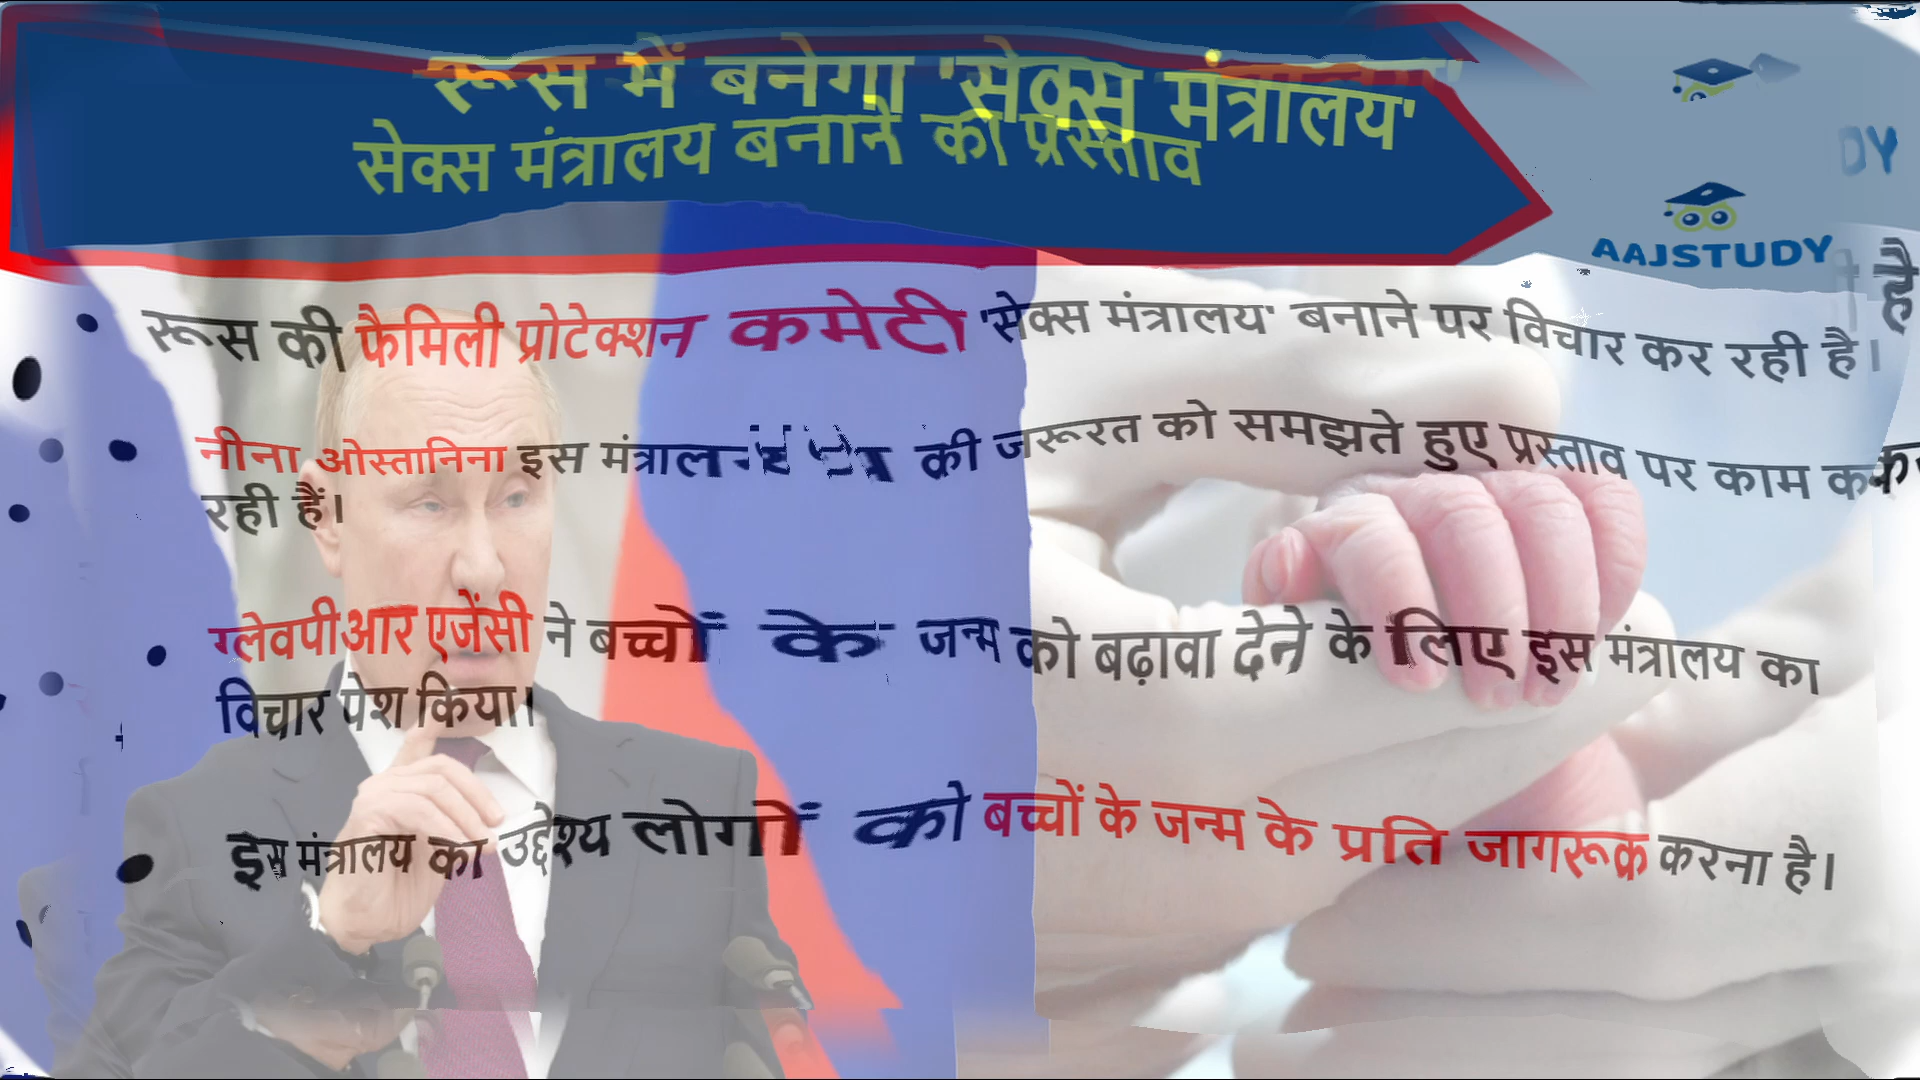 रूस में बनेगा 'सेक्स मंत्रालय'
सेक्स मंत्रालय बनाने का प्रस्ताव
DY
AAJSTUDY
रूस की फैमिली प्रोटेक्शन कमेटी 'सेक्स मंत्रालय' बनाने पर विचार कर रही है।
नीना ओस्तानिना इस की जरूरत को समझते हुए प्रस्ताव पर काम कर
रही हैं।
ग्लेवपीआर एजेंसी ने बच्चों के जन्म को बढ़ावा देने के लिए इस मंत्रालय का
विचार पेश किया।
इस मंत्रालय का उद्देश्य लोगों को बच्चों के जन्म के प्रति जागरूक करना है।